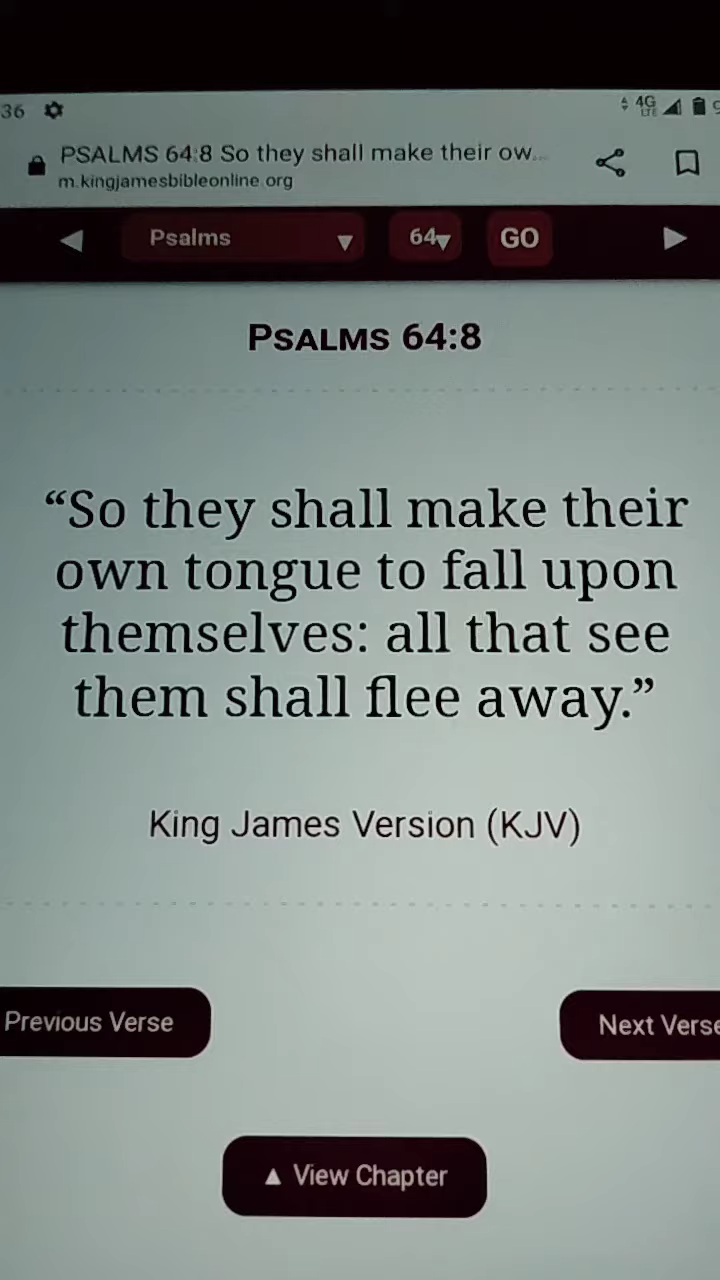 36
4G
LTE
PSALMS 64:8 So they shall make their ow...
m.kingjamesbibleonline.org
Psalms
64
GO
PSALMS 64:8
“So they shall make their
own tongue to fall upon
themselves: all that see
them shall flee away.”
King James Version (KJV)
Previous Verse
Next Verse
▲ View Chapter